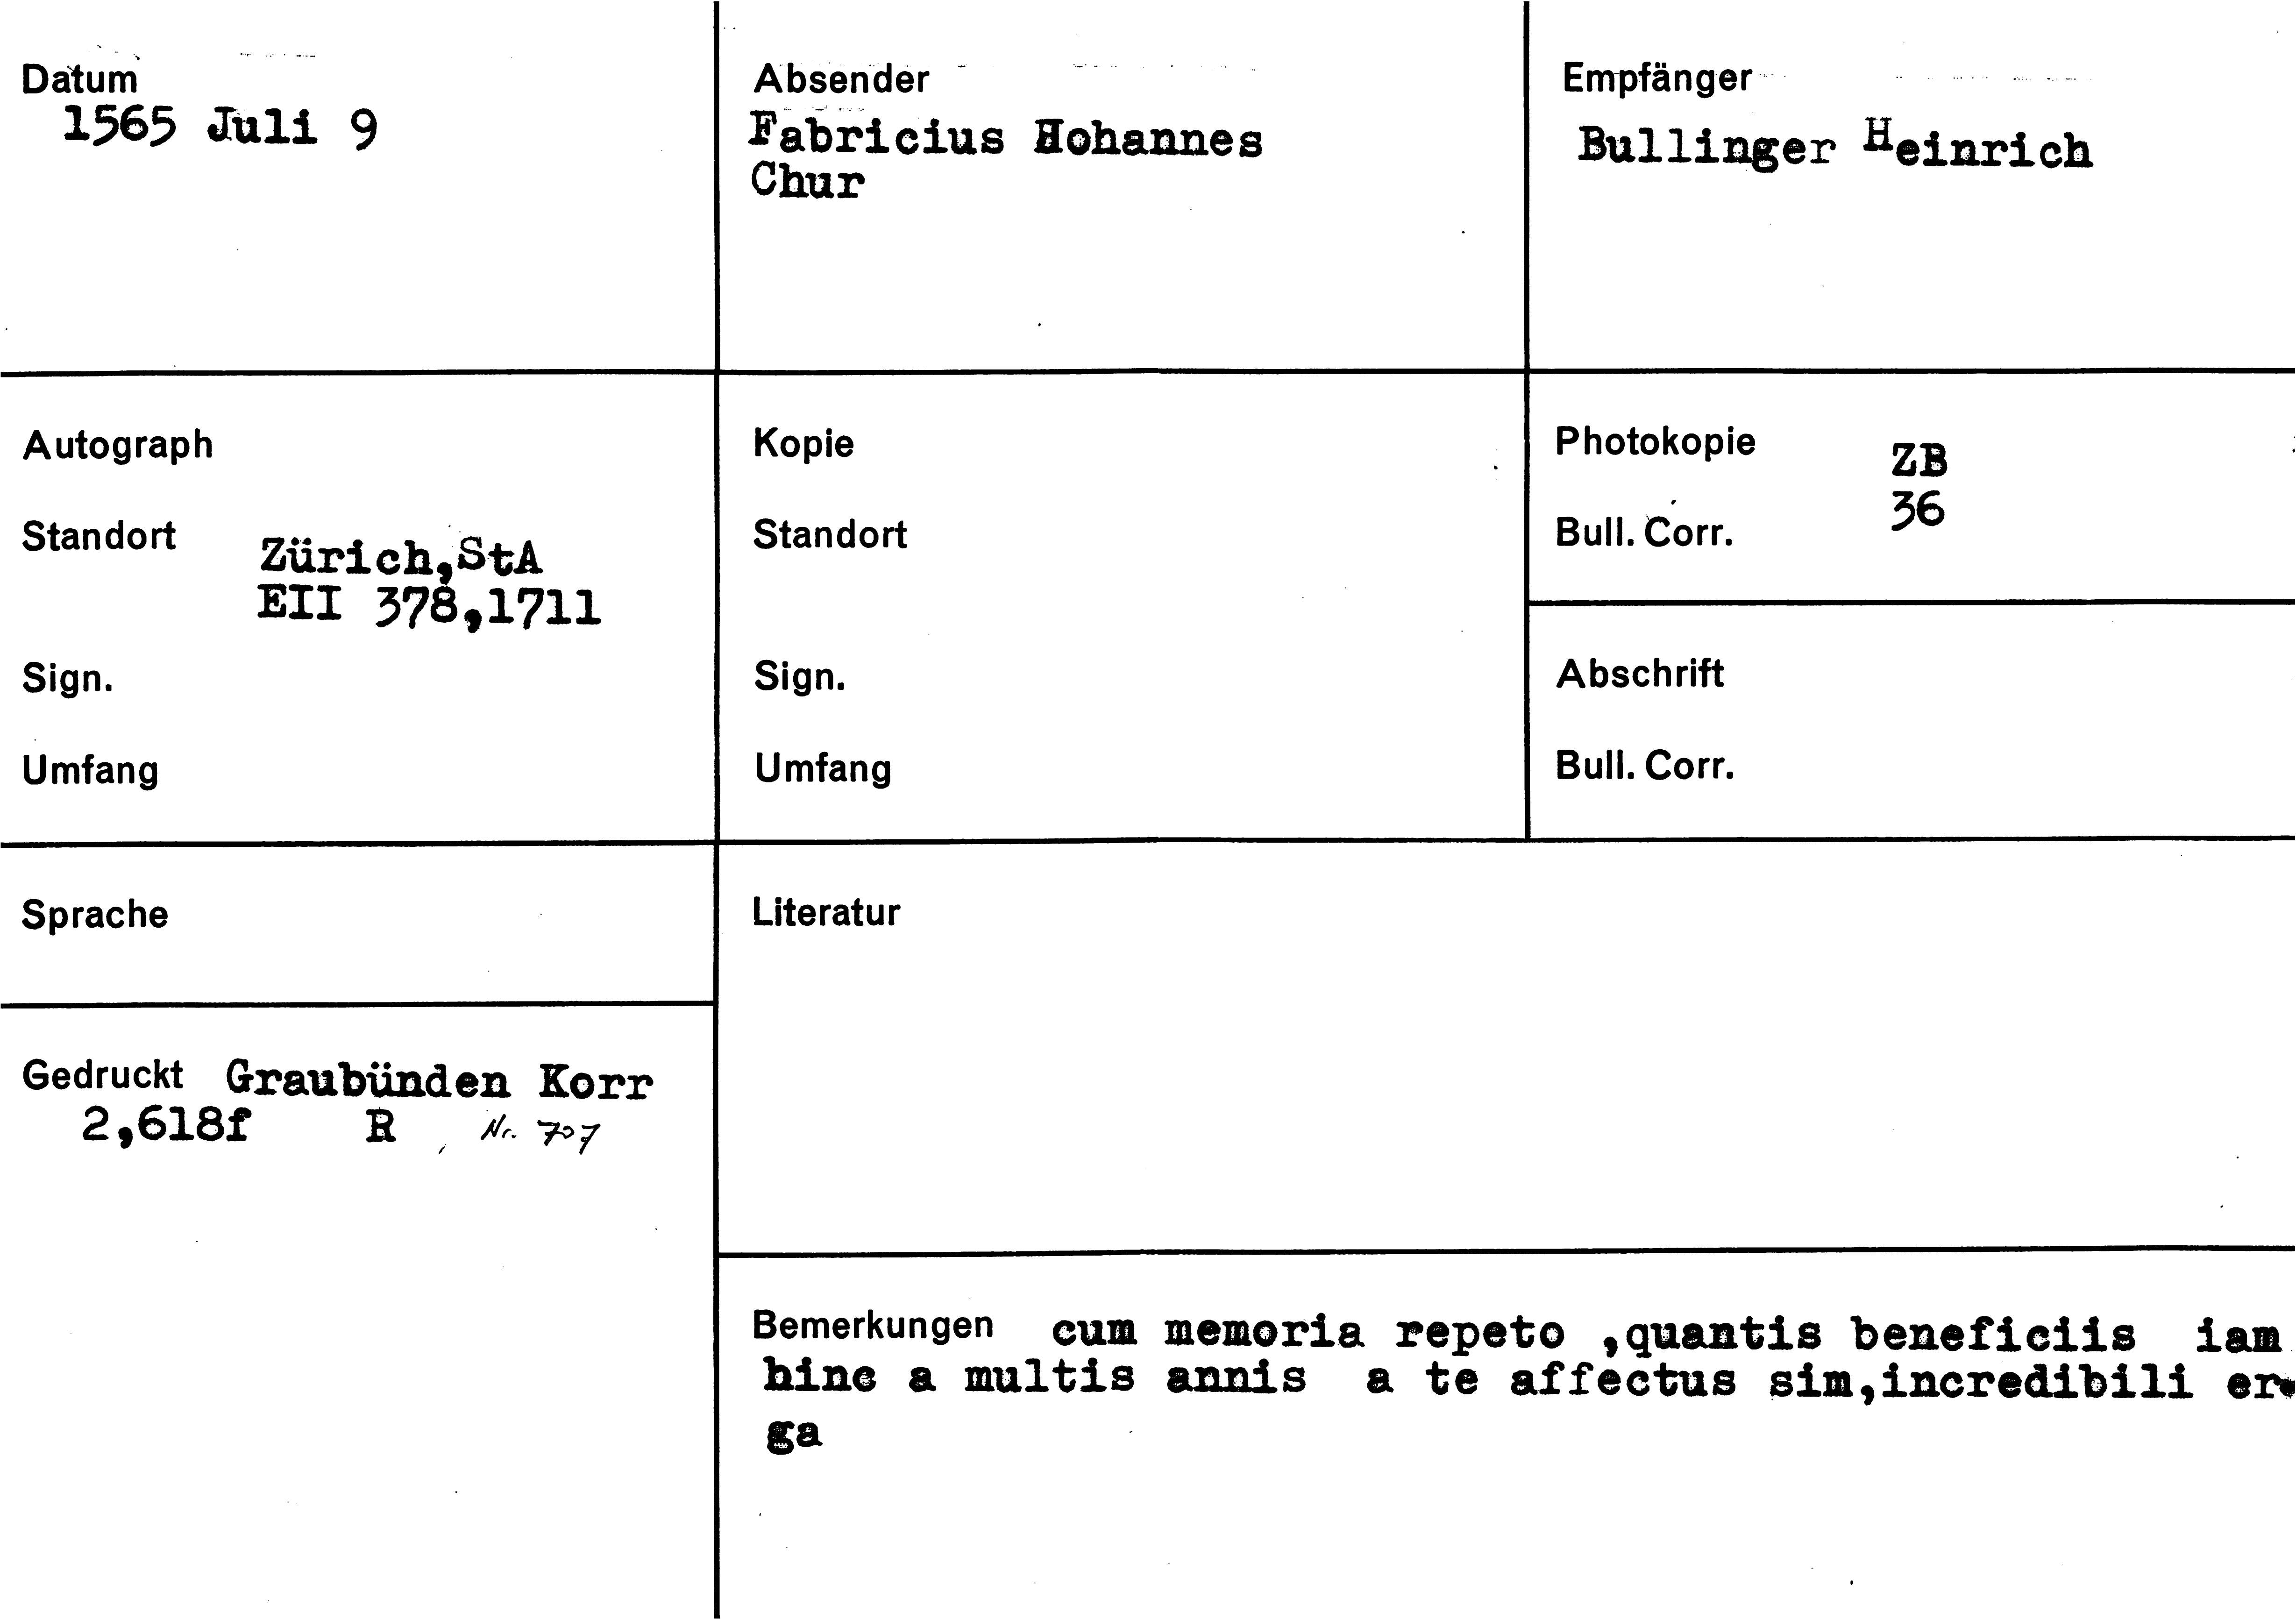 Datum
1565 Juli 9
Absender
Fabricius Hohannes
Chur
Empfänger
Bullinger Heinrich
Autograph
Standort
Zürich,StA
EII 378,1711
Sign.
Umfang
Kopie
Standort
Sign.
Umfang
Photokopie ZB
Bull. Corr. 36
Abschrift
Bull. Corr.
Sprache
Gedruckt Graubünden Korr
2,618f R Nr. 707
Literatur
Bemerkungen cum memoria repeto ,quantis beneficiis iam
hinc a multis annis a te affectus sim,incredibili er-
ga